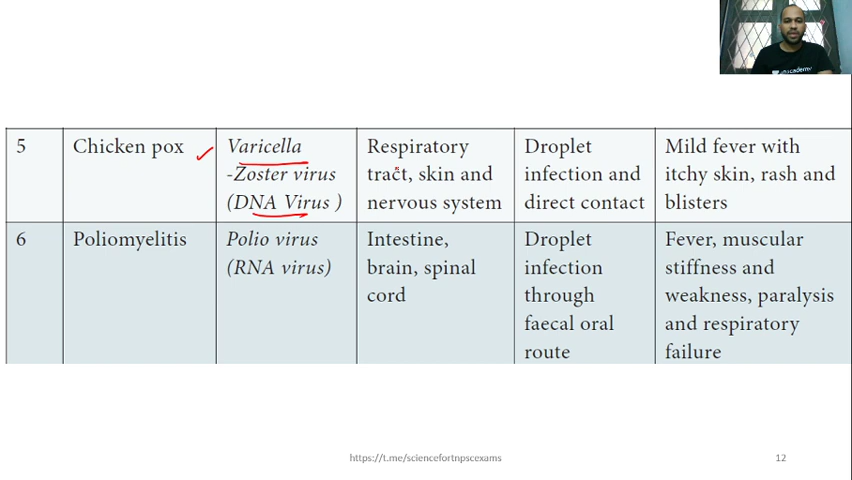 5
Chicken pox
Varicella
-Zoster virus
(DNA Virus )
Respiratory
tract, skin and
nervous system
Droplet
infection and
direct contact
Mild fever with
itchy skin, rash and
blisters
6
Poliomyelitis
Polio virus
(RNA virus)
Intestine,
brain, spinal
cord
Droplet
infection
through
faecal oral
route
Fever, muscular
stiffness and
weakness, paralysis
and respiratory
failure
https://t.me/sciencefortnpscexams
12